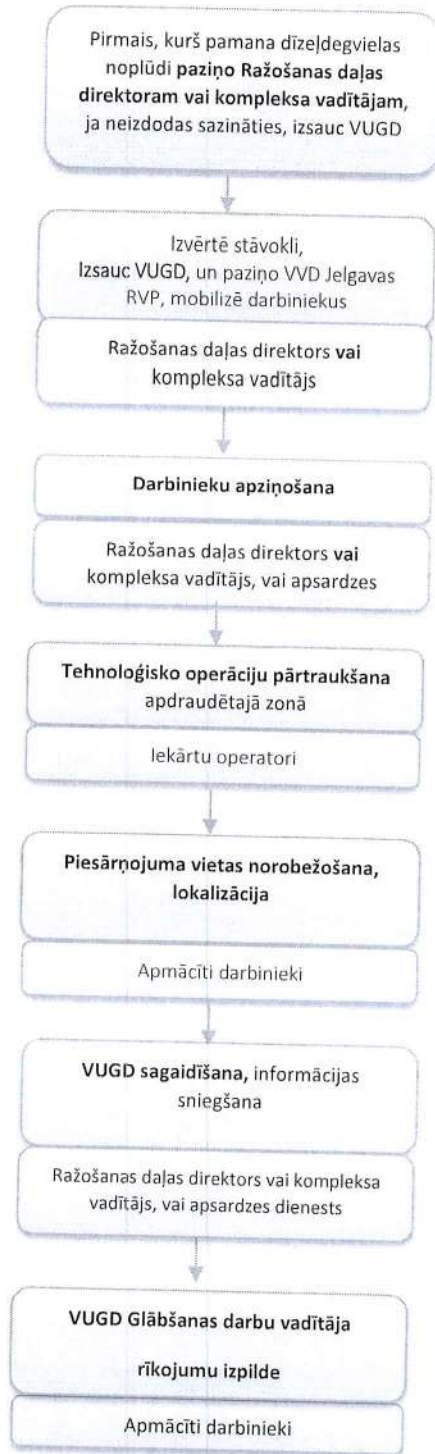 Pirmais, kurš pamana dīzeļdegvielas
noplūdi paziņo Ražošanas daļas
direktoram vai kompleksa vadītājam,
ja neizdodas sazināties, izsauc VUGD
Izvērtē stāvokli,
Izsauc VUGD, un paziņo VVD Jelgavas
RVP, mobilizē darbiniekus
Ražošanas daļas direktors vai
kompleksa vadītājs
Darbinieku apziņošana
Ražošanas daļas direktors vai
kompleksa vadītājs, vai apsardzes
Tehnoloģisko operāciju pārtraukšana
apdraudētajā zonā
Iekārtu operatori
Piesārņojuma vietas norobežošana,
lokalizācija
Apmācīti darbinieki
VUGD sagaidīšana, informācijas
sniegšana
Ražošanas daļas direktors vai kompleksa
vadītājs, vai apsardzes dienests
VUGD Glābšanas darbu vadītāja
rīkojumu izpilde
Apmācīti darbinieki